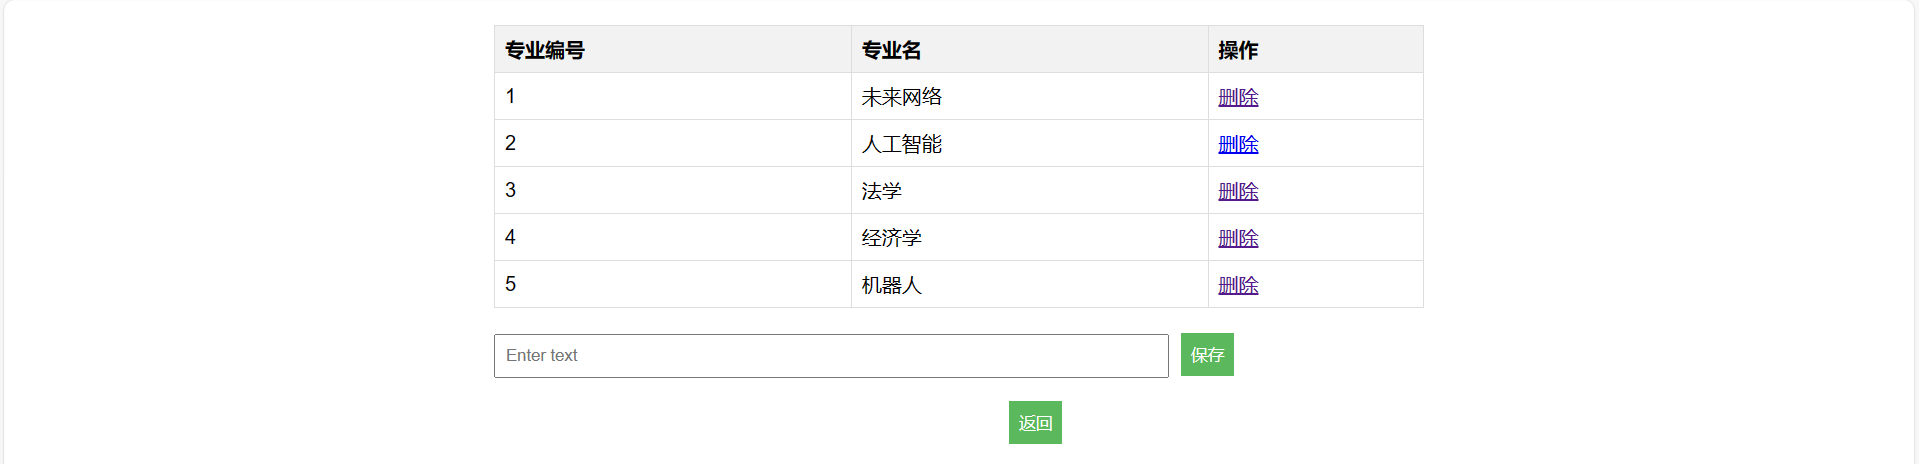 专业编号 专业名 操作
1 未来网络 删除
2 人工智能 删除
3 法学 删除
4 经济学 删除
5 机器人 删除
Enter text 保存
返回